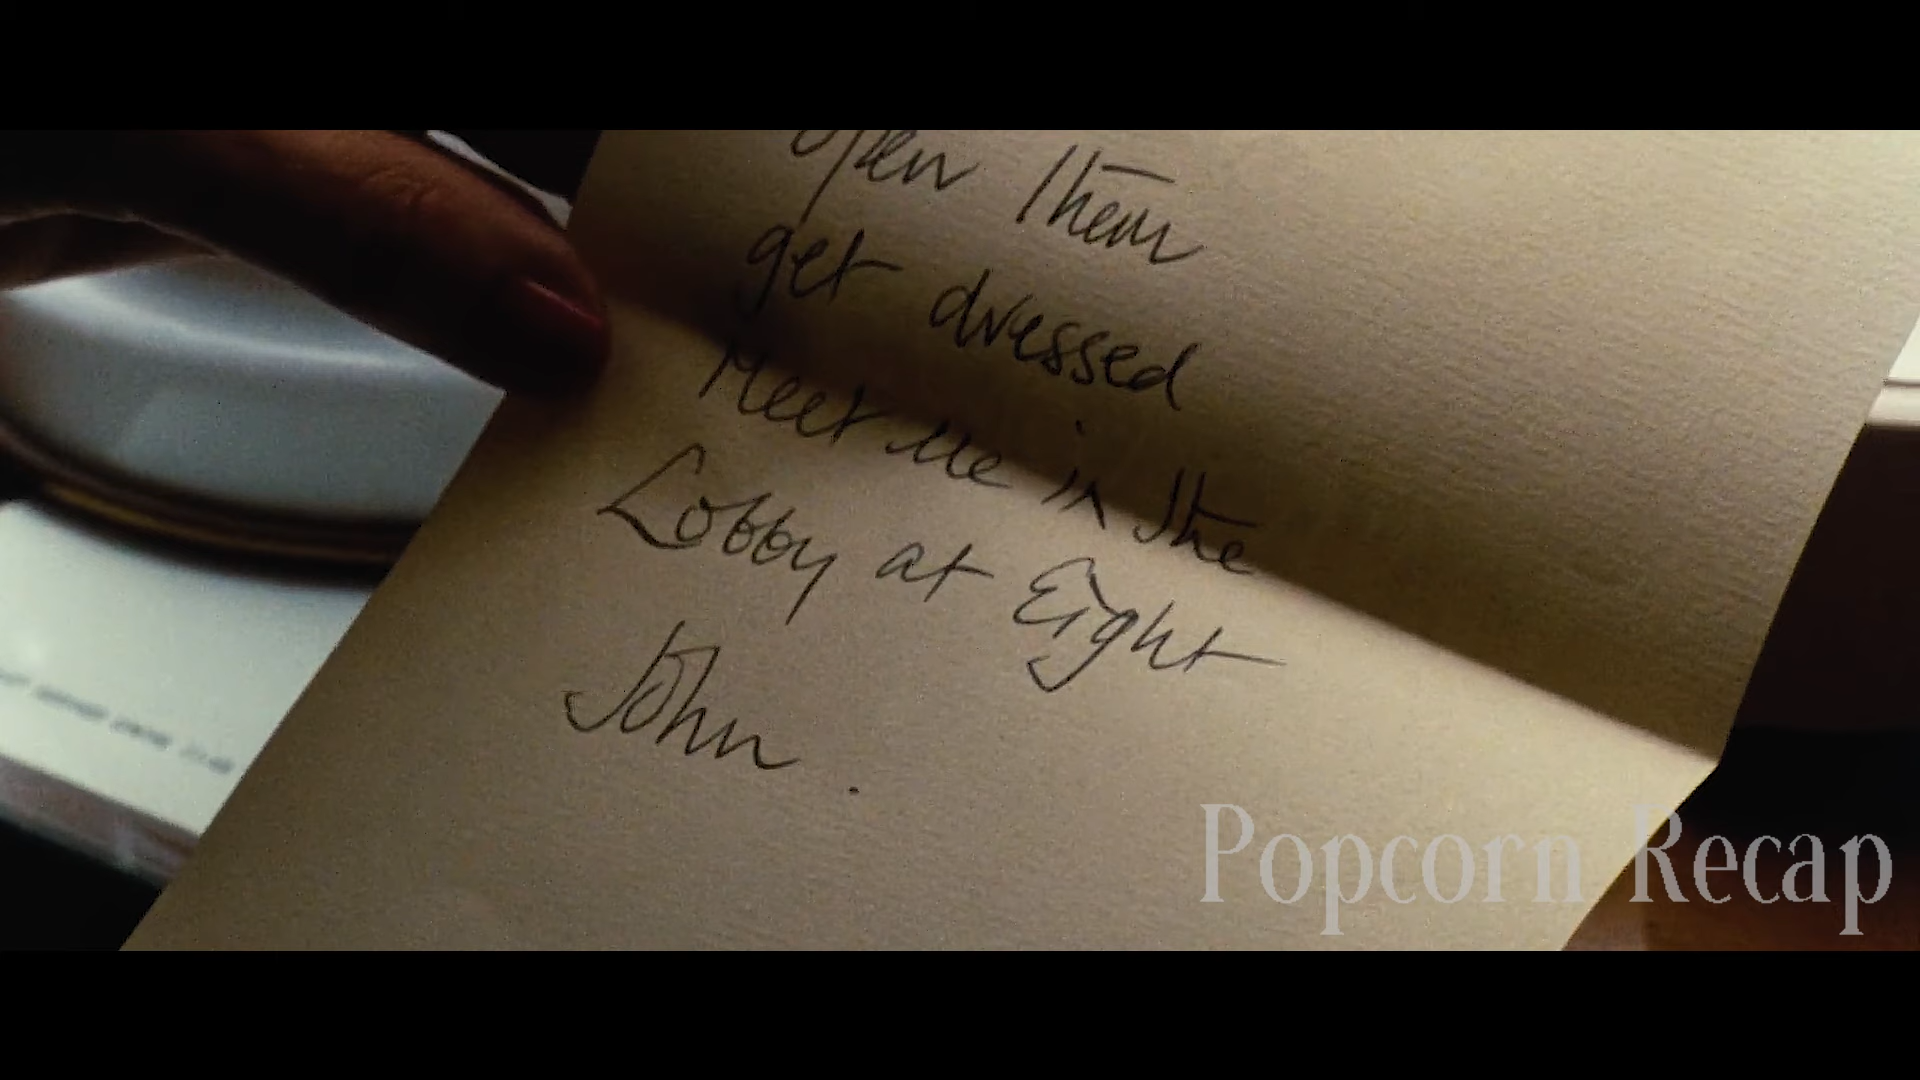 open them
get dressed
Meet me in the
Lobby at Eight
John.
Popcorn Recap